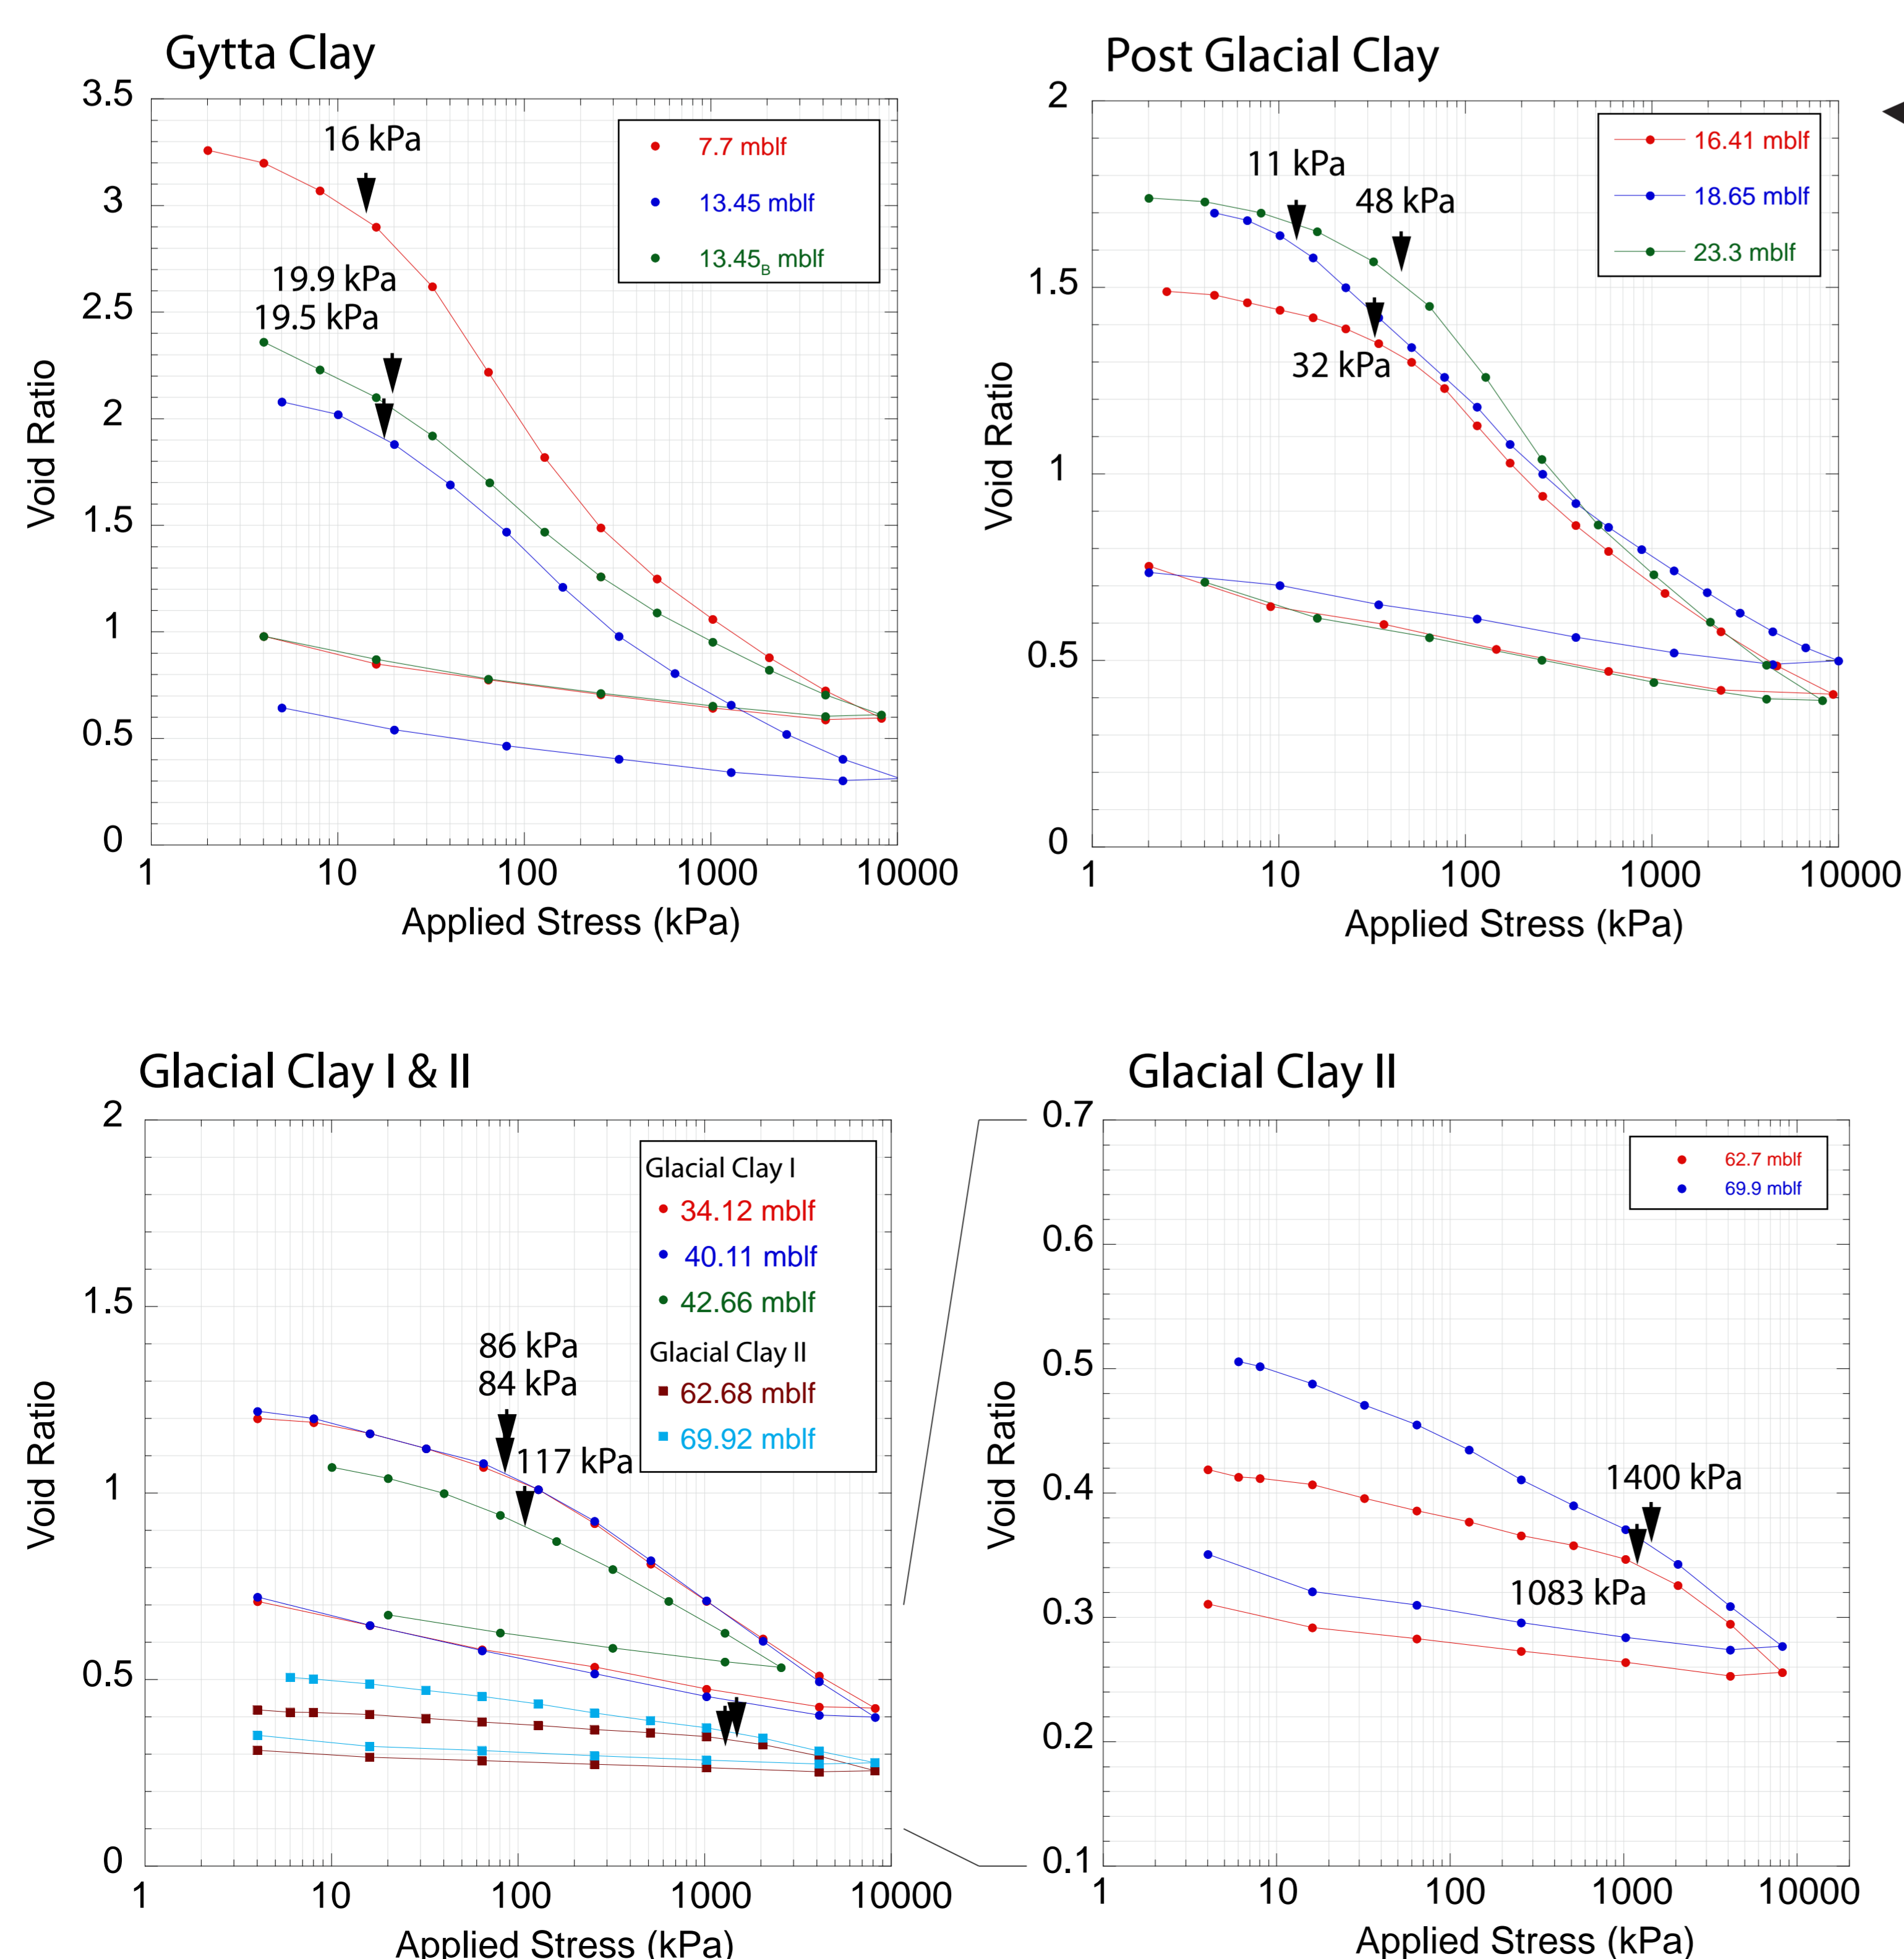 Gytta Clay
3.5
3
2.5
2
1.5
1
0.5
0
Void Ratio
16 kPa
19.9 kPa
19.5 kPa
7.7 mblf
13.45 mblf
13.45B mblf
1
10
100
1000
10000
Applied Stress (kPa)
Post Glacial Clay
2
1.5
1
0.5
0
Void Ratio
11 kPa
48 kPa
32 kPa
16.41 mblf
18.65 mblf
23.3 mblf
1
10
100
1000
10000
Applied Stress (kPa)
Glacial Clay I & II
2
1.5
1
0.5
0
Void Ratio
86 kPa
84 kPa
117 kPa
Glacial Clay I
34.12 mblf
40.11 mblf
42.66 mblf
Glacial Clay II
62.68 mblf
69.92 mblf
1
10
100
1000
10000
Applied Stress (kPa)
Glacial Clay II
0.7
0.6
0.5
0.4
0.3
0.2
0.1
Void Ratio
62.7 mblf
69.9 mblf
1400 kPa
1083 kPa
1
10
100
1000
10000
Applied Stress (kPa)